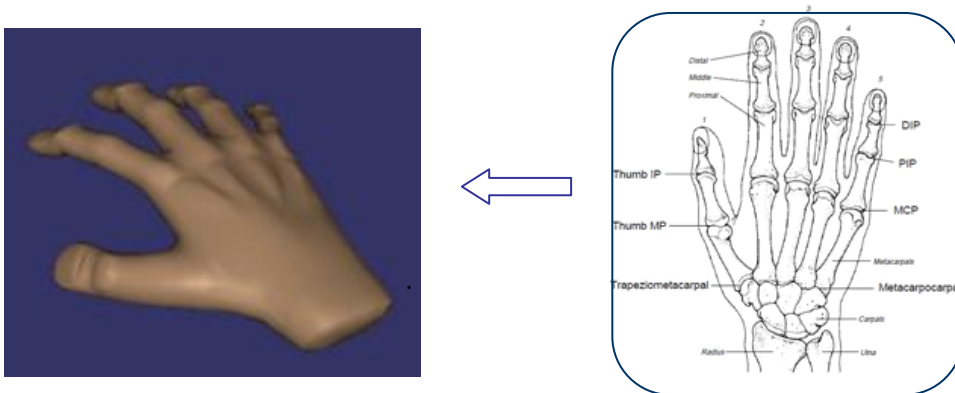 3
2
4
Distal
Middle
5
Proximal
1
DIP
PIP
Thumb IP
MCP
Thumb MP
Metacarpals
Trapeziometacarpal
Metacarpocarpa
Carpals
Radius
Ulna